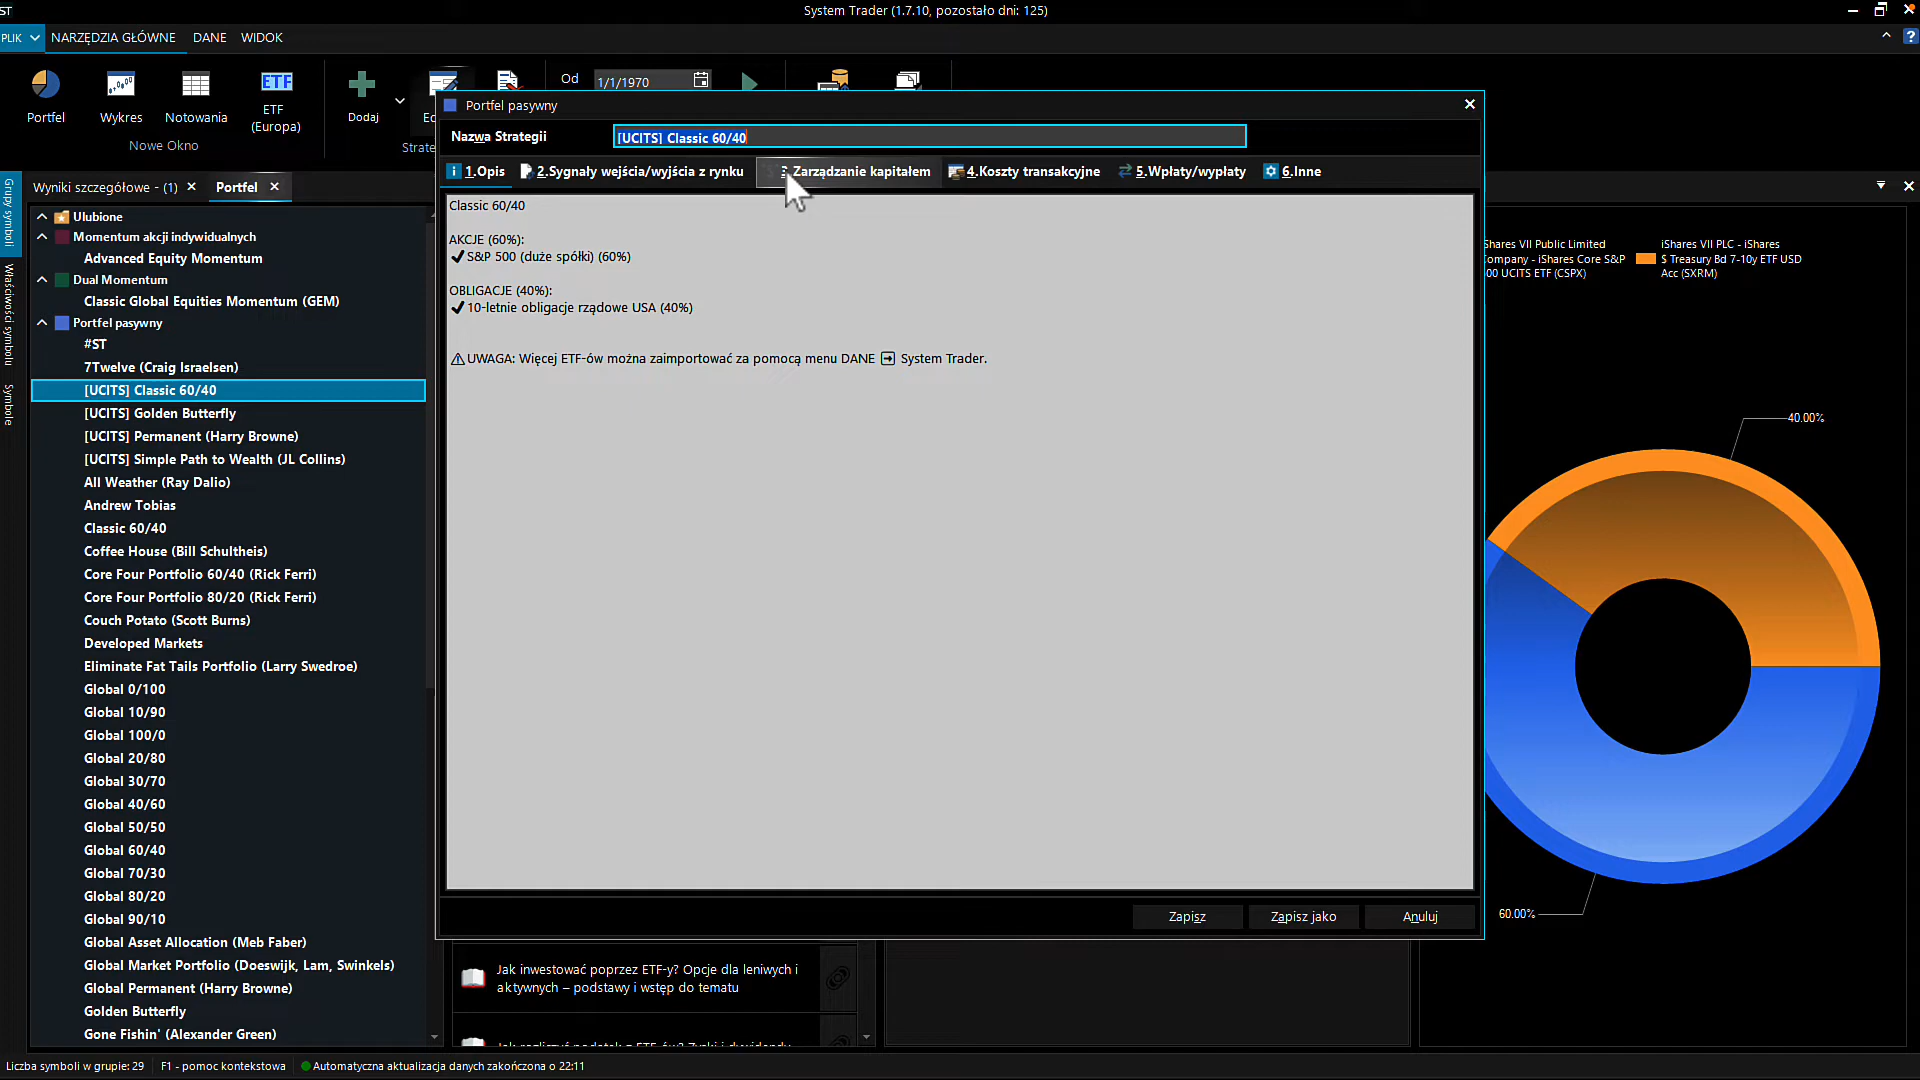 ST
System Trader (1.7.10, pozostało dni: 125)
PLIK
NARZĘDZIA GŁÓWNE
DANE
WIDOK
Portfel
Wykres
Notowania
ETF
ETF
(Europa)
Nowe Okno
Dodaj
Od
1/1/1970
Portfel pasywny
Nazwa Strategii
[UCITS] Classic 60/40
1.Opis
2.Sygnały wejścia/wyjścia z rynku
Zarządzanie kapitałem
4.Koszty transakcyjne
5.Wpłaty/wypłaty
6.Inne
Classic 60/40
AKCJE (60%):
S&P 500 (duże spółki) (60%)
OBLIGACJE (40%):
10-letnie obligacje rządowe USA (40%)
UWAGA: Więcej ETF-ów można zaimportować za pomocą menu DANE System Trader.
Zapisz
Zapisz jako
Anuluj
Grupy symboli
Właściwości symbolu
Symbole
Wyniki szczegółowe - (1)
Portfel
Ulubione
Momentum akcji indywidualnych
Advanced Equity Momentum
Dual Momentum
Classic Global Equities Momentum (GEM)
Portfel pasywny
#ST
7Twelve (Craig Israelsen)
[UCITS] Classic 60/40
[UCITS] Golden Butterfly
[UCITS] Permanent (Harry Browne)
[UCITS] Simple Path to Wealth (JL Collins)
All Weather (Ray Dalio)
Andrew Tobias
Classic 60/40
Coffee House (Bill Schultheis)
Core Four Portfolio 60/40 (Rick Ferri)
Core Four Portfolio 80/20 (Rick Ferri)
Couch Potato (Scott Burns)
Developed Markets
Eliminate Fat Tails Portfolio (Larry Swedroe)
Global 0/100
Global 10/90
Global 100/0
Global 20/80
Global 30/70
Global 40/60
Global 50/50
Global 60/40
Global 70/30
Global 80/20
Global 90/10
Global Asset Allocation (Meb Faber)
Global Market Portfolio (Doeswijk, Lam, Swinkels)
Global Permanent (Harry Browne)
Golden Butterfly
Gone Fishin' (Alexander Green)
Shares VII Public Limited
ompany - iShares Core S&P
00 UCITS ETF (CSPX)
iShares VII PLC - iShares
$ Treasury Bd 7-10y ETF USD
Acc (SXRM)
40.00%
60.00%
Jak inwestować poprzez ETF-y? Opcje dla leniwych i
aktywnych – podstawy i wstęp do tematu
Liczba symboli w grupie: 29
F1 - pomoc kontekstowa
Automatyczna aktualizacja danych zakończona o 22:11